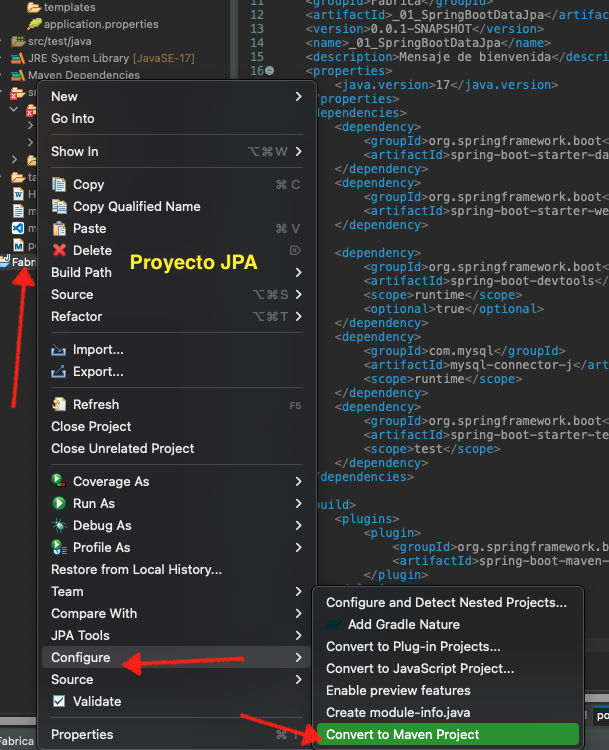 templates
application.properties
src/test/java
JRE System Library [JavaSE-17]
Maven Dependencies
Fabri
New
Go Into
Show In ⌥⌘W
Copy ⌘C
Copy Qualified Name
Paste ⌘V
Delete ⌦
Build Path
Source ⌥⌘S
Refactor ⌥⌘T
Import...
Export...
Refresh F5
Close Project
Close Unrelated Project
Coverage As
Run As
Debug As
Profile As
Restore from Local History...
Team
Compare With
JPA Tools
Configure
Source
Validate
Properties ⌘I
Proyecto JPA
Configure and Detect Nested Projects...
Add Gradle Nature
Convert to Plug-in Projects...
Convert to JavaScript Project...
Enable preview features
Create module-info.java
Convert to Maven Project
11 <groupId>Fabrica</groupId>
12 <artifactId>_01_SpringBootDataJpa</artifac
13 <version>0.0.1-SNAPSHOT</version>
14 <name>_01_SpringBootDataJpa</name>
15 <description>Mensaje de bienvenida</descri
16 <properties>
<java.version>17</java.version>
/properties>
dependencies>
<dependency>
<groupId>org.springframework.boot<
<artifactId>spring-boot-starter-da
</dependency>
<dependency>
<groupId>org.springframework.boot<
<artifactId>spring-boot-starter-we
</dependency>
<dependency>
<groupId>org.springframework.boot<
<artifactId>spring-boot-devtools</
<scope>runtime</scope>
<optional>true</optional>
</dependency>
<dependency>
<groupId>com.mysql</groupId>
<artifactId>mysql-connector-j</art
<scope>runtime</scope>
</dependency>
<dependency>
<groupId>org.springframework.boot<
<artifactId>spring-boot-starter-te
<scope>test</scope>
</dependency>
/dependencies>
build>
<plugins>
<plugin>
<groupId>org.springframework.b
<artifactId>spring-boot-maven-
</plugin>
Fabrica
po